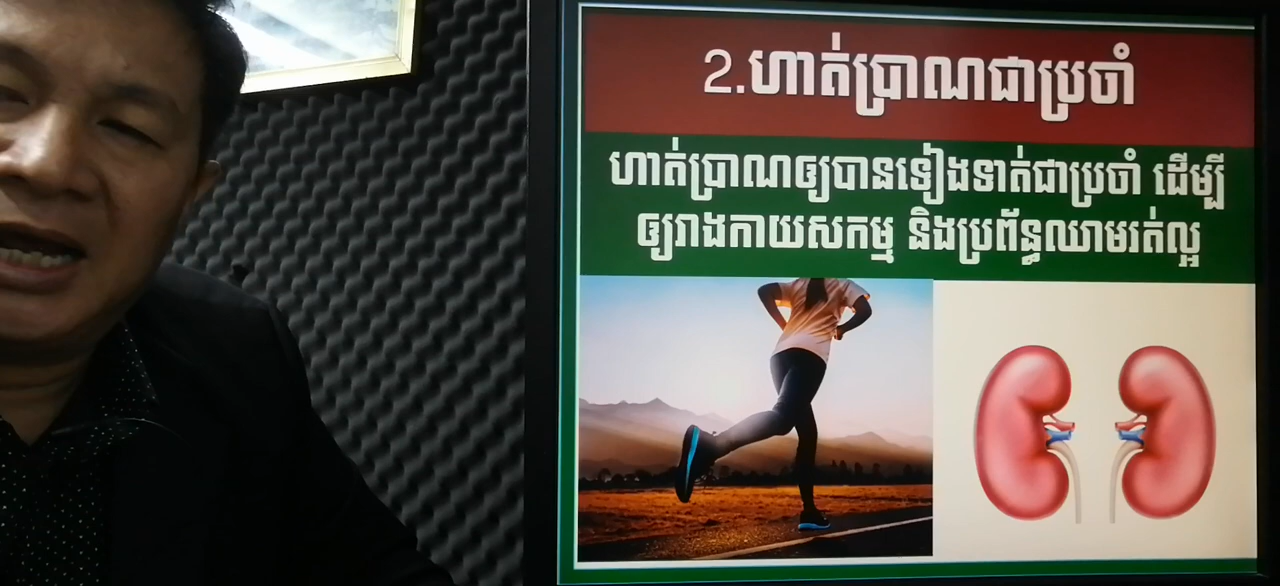 2.ហាត់ប្រាណជាប្រចាំ
ហាត់ប្រាណឲ្យបានទៀងទាត់ជាប្រចាំ ដើម្បី
ឲ្យរាងកាយសកម្ម និងប្រព័ន្ធឈាមរត់ល្អ